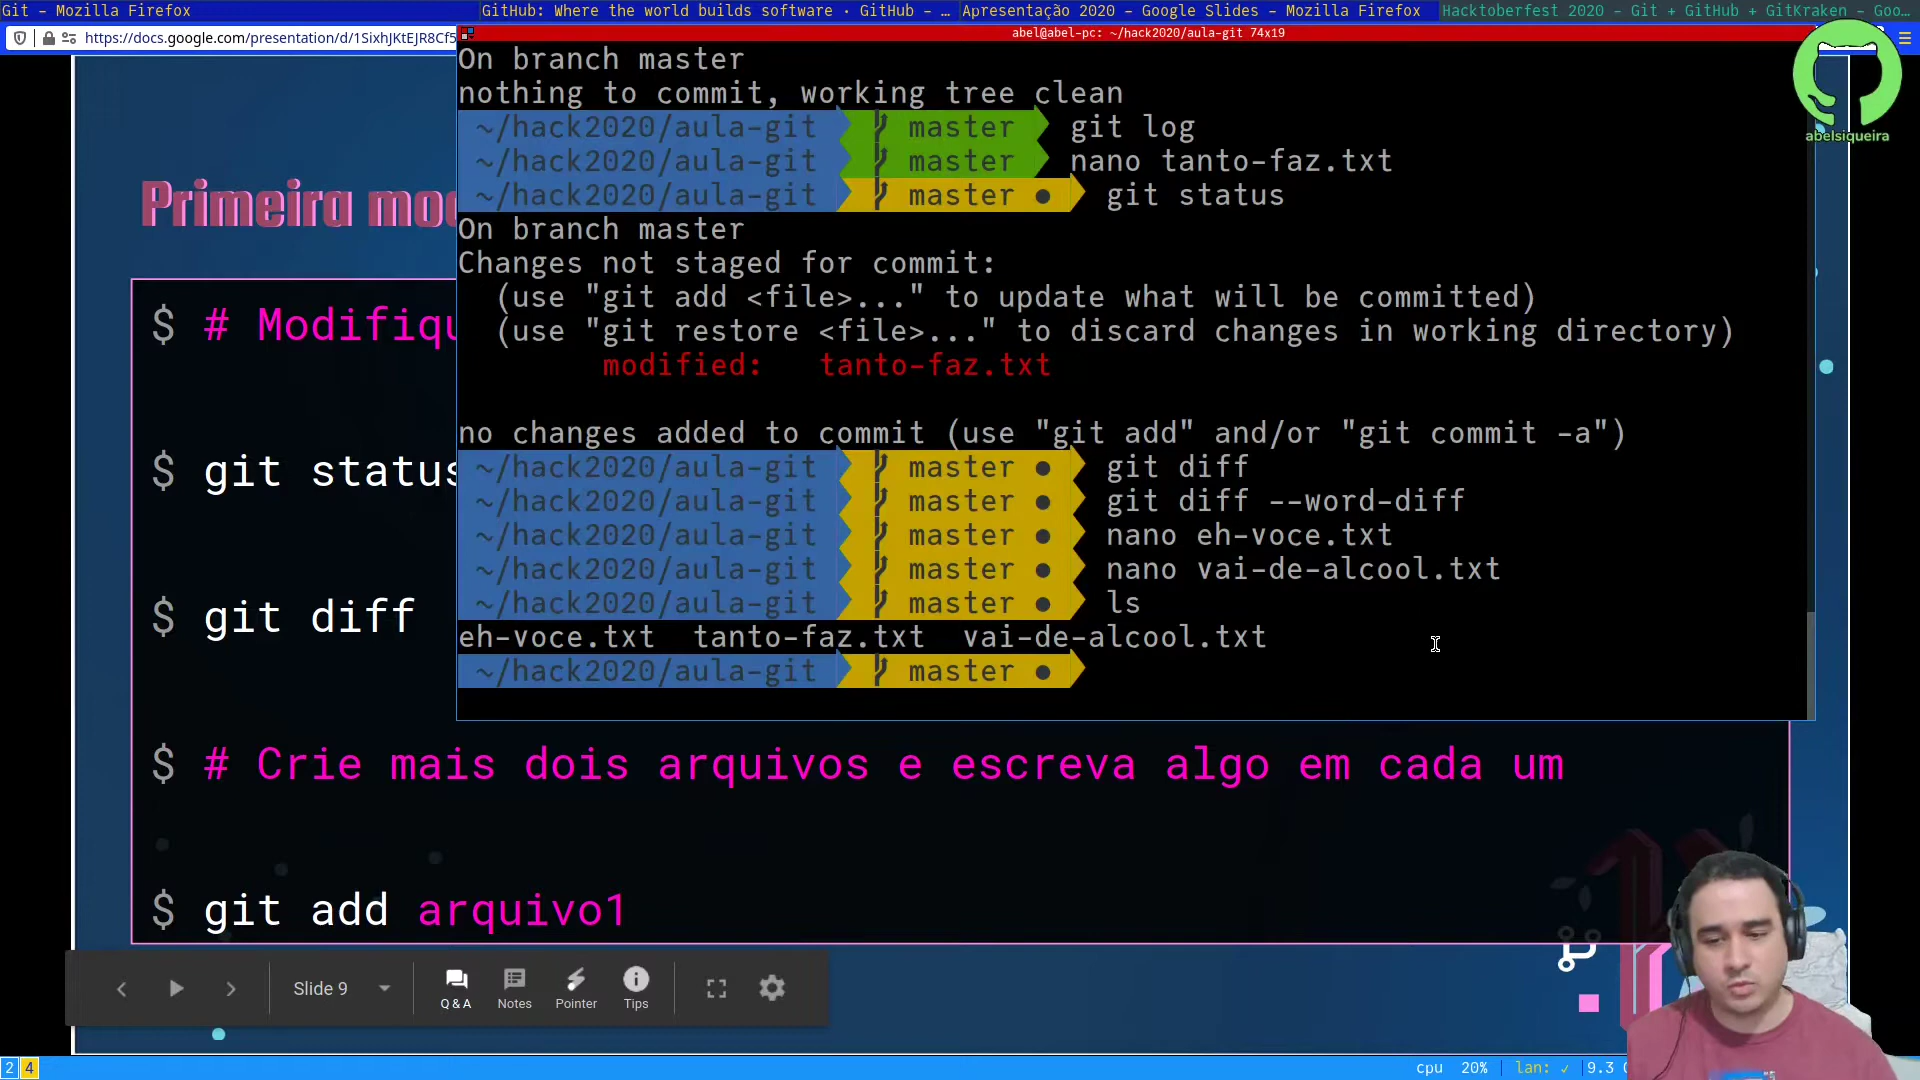 Git - Mozilla Firefox
GitHub: Where the world builds software · GitHub - …
Apresentação 2020 - Google Slides - Mozilla Firefox
Hacktoberfest 2020 - Git + GitHub + GitKraken - Goo…
https://docs.google.com/presentation/d/1SixhJKtEJR8Cf5
abel@abel-pc: ~/hack2020/aula-git 74x19
abelsiqueira
On branch master
nothing to commit, working tree clean
~/hack2020/aula-git master git log
~/hack2020/aula-git master nano tanto-faz.txt
~/hack2020/aula-git master ● git status
On branch master
Changes not staged for commit:
(use "git add <file>..." to update what will be committed)
(use "git restore <file>..." to discard changes in working directory)
modified: tanto-faz.txt
no changes added to commit (use "git add" and/or "git commit -a")
~/hack2020/aula-git master ● git diff
~/hack2020/aula-git master ● git diff --word-diff
~/hack2020/aula-git master ● nano eh-voce.txt
~/hack2020/aula-git master ● nano vai-de-alcool.txt
~/hack2020/aula-git master ● ls
eh-voce.txt tanto-faz.txt vai-de-alcool.txt
~/hack2020/aula-git master ●
Primeira mod
$ # Modifiqu
$ git status
$ git diff
$ # Crie mais dois arquivos e escreva algo em cada um
$ git add arquivo1
Slide 9
Q & A
Notes
Pointer
Tips
2 4
cpu 20% lan: ✓ 9.3